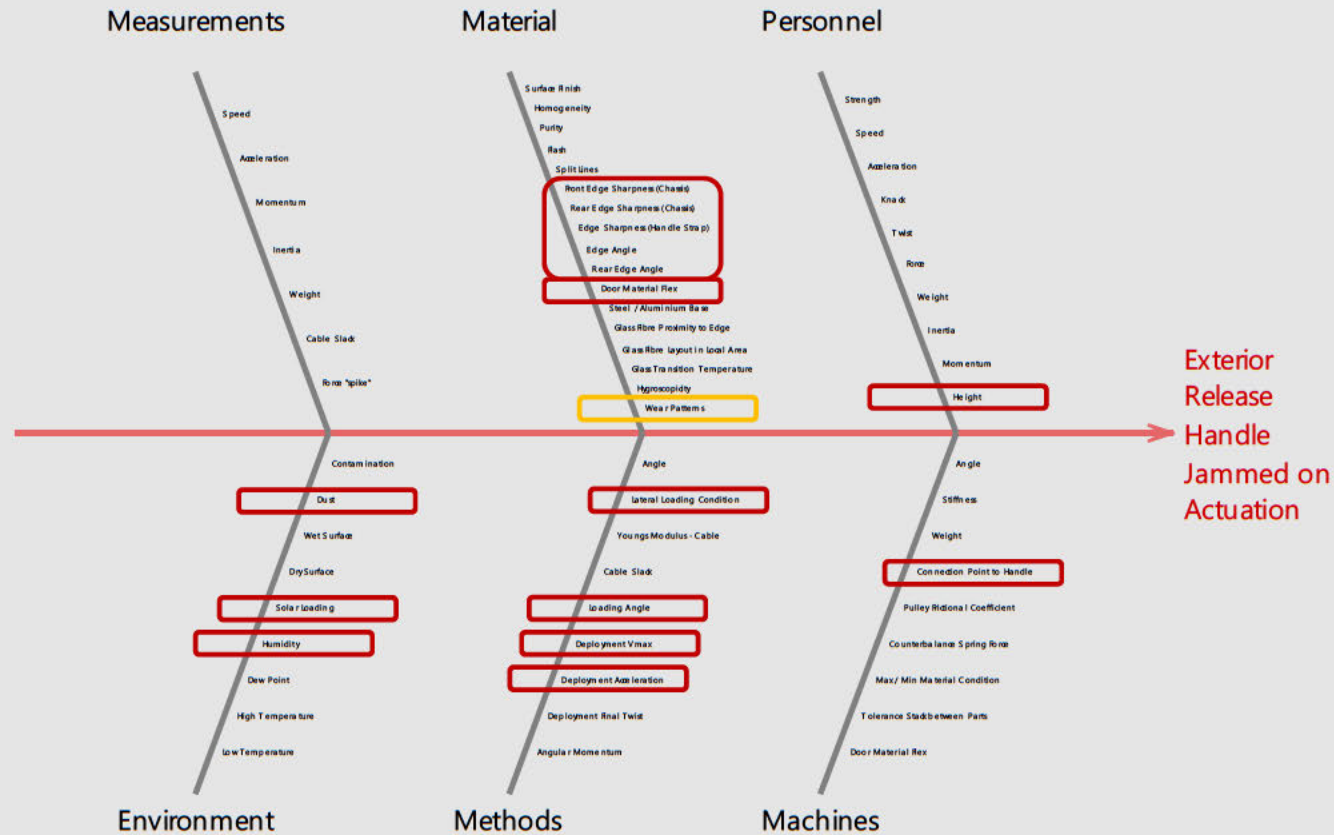 Measurements
Material
Personnel
Speed
Acceleration
Momentum
Inertia
Weight
Cable Slack
Force "spike"
Surface Finish
Homogeneity
Purity
Flash
Split Lines
Front Edge Sharpness (Chassis)
Rear Edge Sharpness (Chassis)
Edge Sharpness (Handle Strap)
Edge Angle
Rear Edge Angle
Door Material Flex
Steel / Aluminium Base
Glass Fibre Proximity to Edge
Glass Fibre Layout in Local Area
Glass Transition Temperature
Hygroscopidity
Wear Patterns
Strength
Speed
Acceleration
Knack
Twist
Force
Weight
Inertia
Momentum
Height
Exterior
Release
Handle
Jammed on
Actuation
Contamination
Dust
Wet Surface
Dry Surface
Solar Loading
Humidity
Dew Point
High Temperature
Low Temperature
Angle
Lateral Loading Condition
Youngs Modulus - Cable
Cable Slack
Loading Angle
Deployment Vmax
Deployment Acceleration
Deployment Final Twist
Angular Momentum
Angle
Stiffness
Weight
Connection Point to Handle
Pulley Frictional Coefficient
Counterbalance Spring Force
Max / Min Material Condition
Tolerance Stack between Parts
Door Material Flex
Environment
Methods
Machines